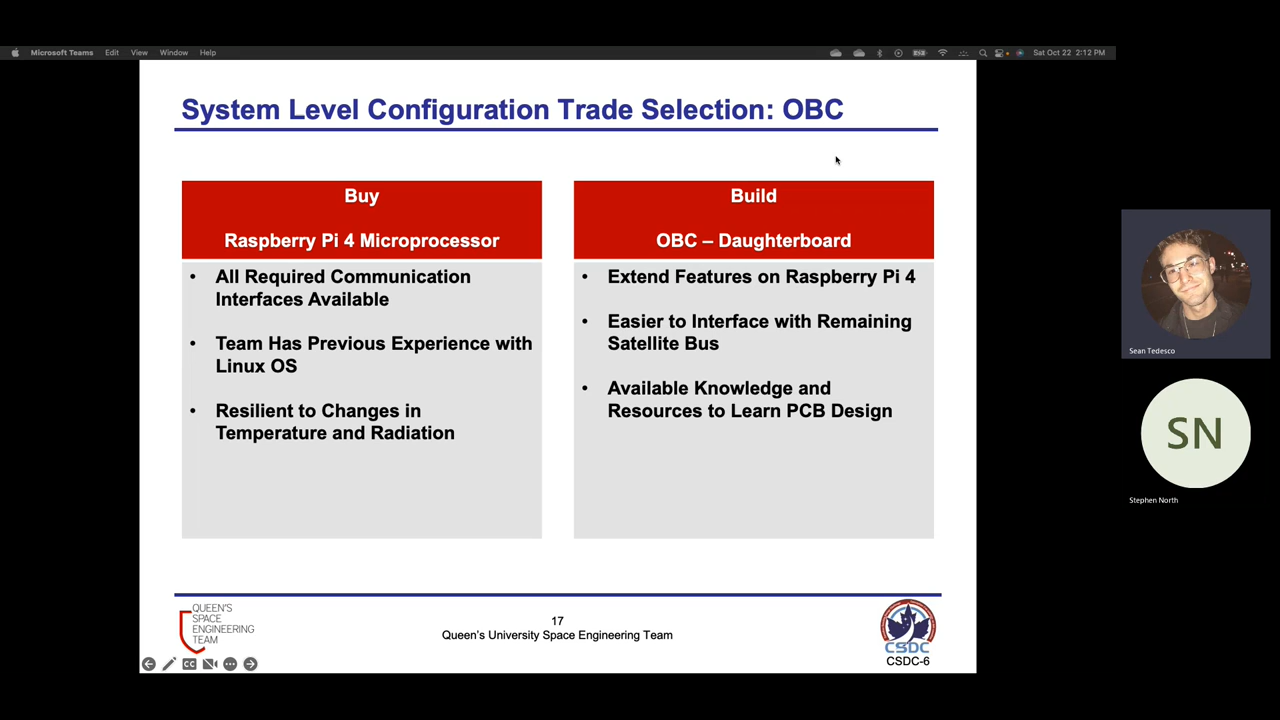 Microsoft Teams Edit View Window Help Sat Oct 22 2:12 PM
System Level Configuration Trade Selection: OBC
Buy
Raspberry Pi 4 Microprocessor
• All Required Communication
Interfaces Available
• Team Has Previous Experience with
Linux OS
• Resilient to Changes in
Temperature and Radiation
Build
OBC – Daughterboard
• Extend Features on Raspberry Pi 4
• Easier to Interface with Remaining
Satellite Bus
• Available Knowledge and
Resources to Learn PCB Design
Sean Tedesco
SN
Stephen North
QUEEN'S
SPACE
ENGINEERING
TEAM
17
Queen's University Space Engineering Team
CSDC
CSDC-6
CC